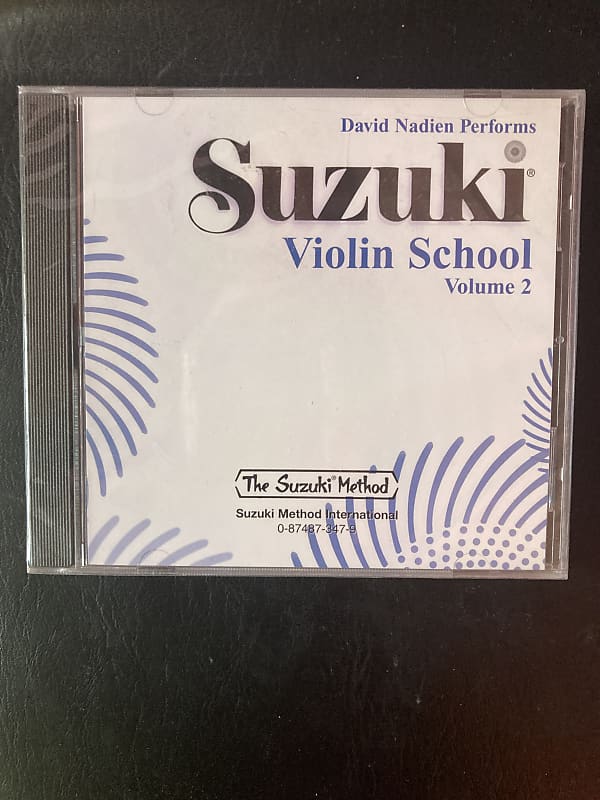 David Nadien Performs
Suzuki®
Violin School
Volume 2
The Suzuki® Method
Suzuki Method International
0-87487-347-9